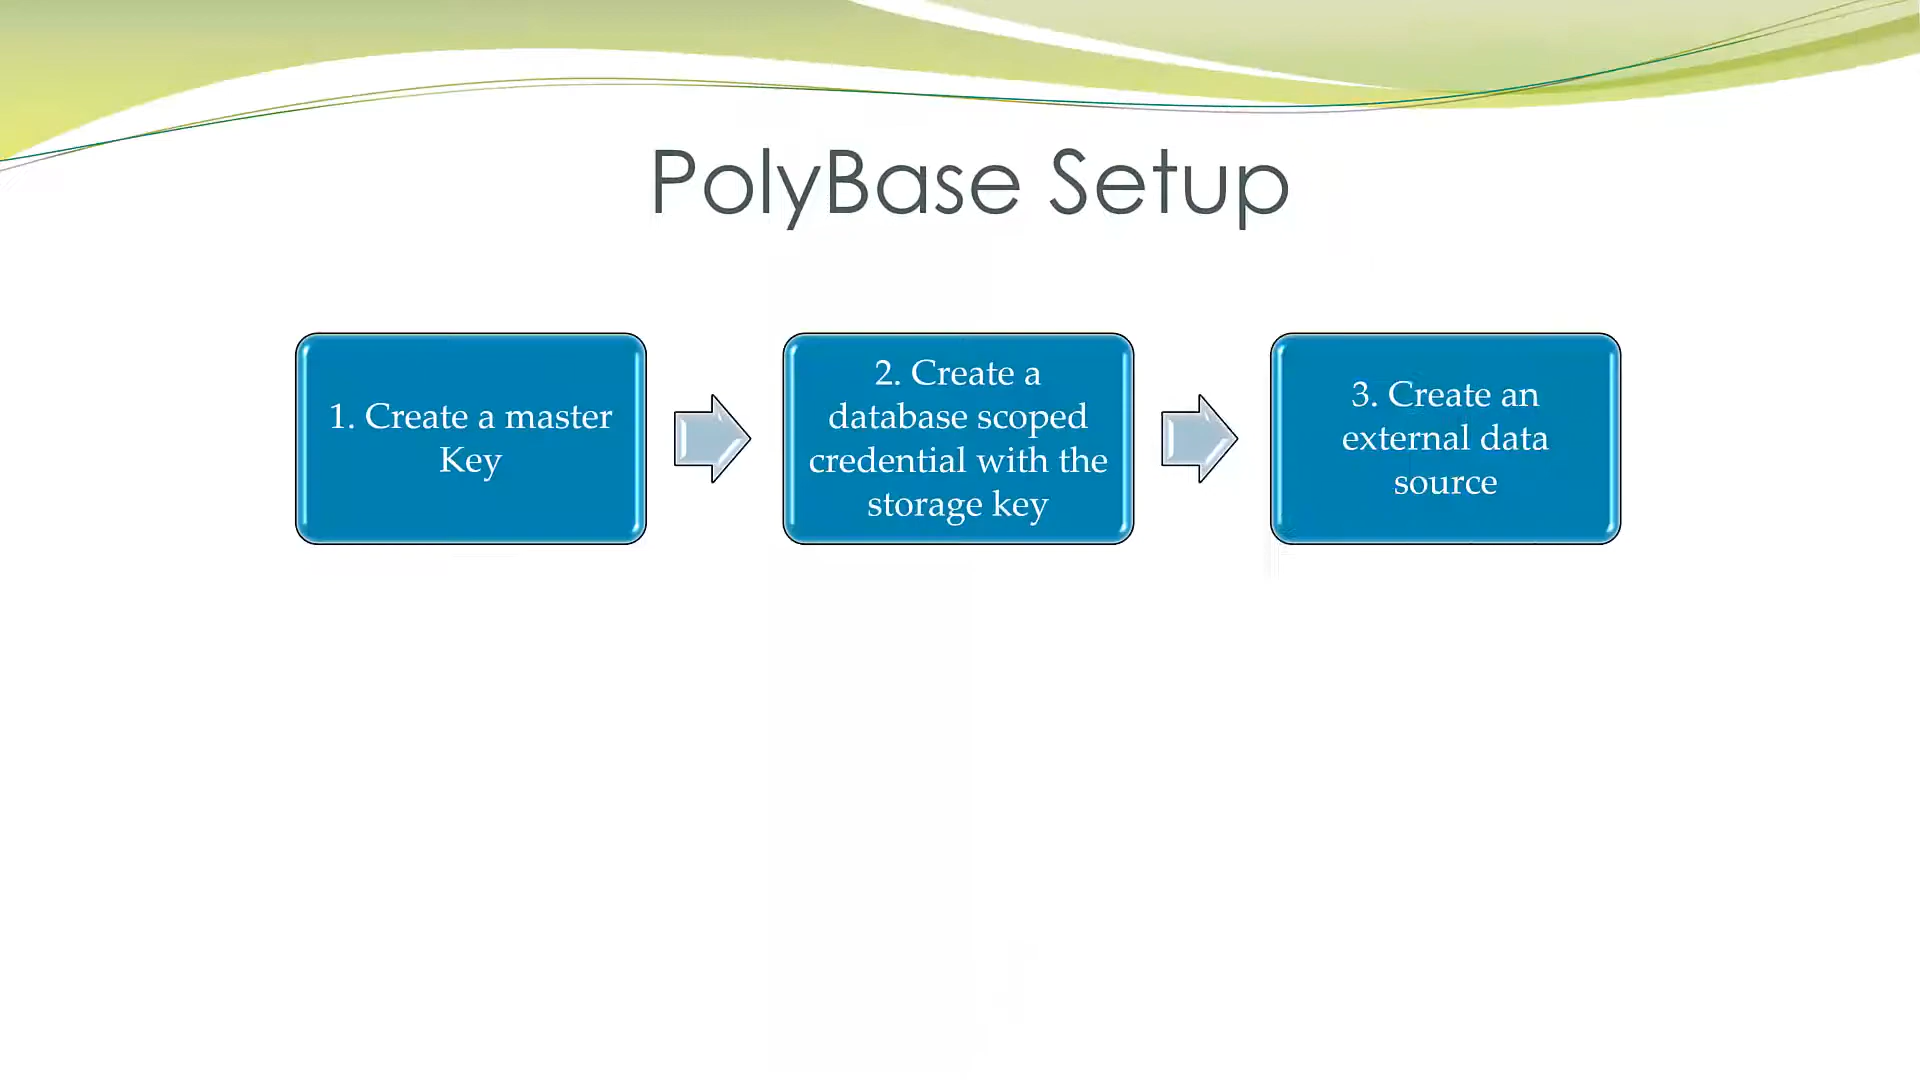 PolyBase Setup
1. Create a master
Key
2. Create a
database scoped
credential with the
storage key
3. Create an
external data
source